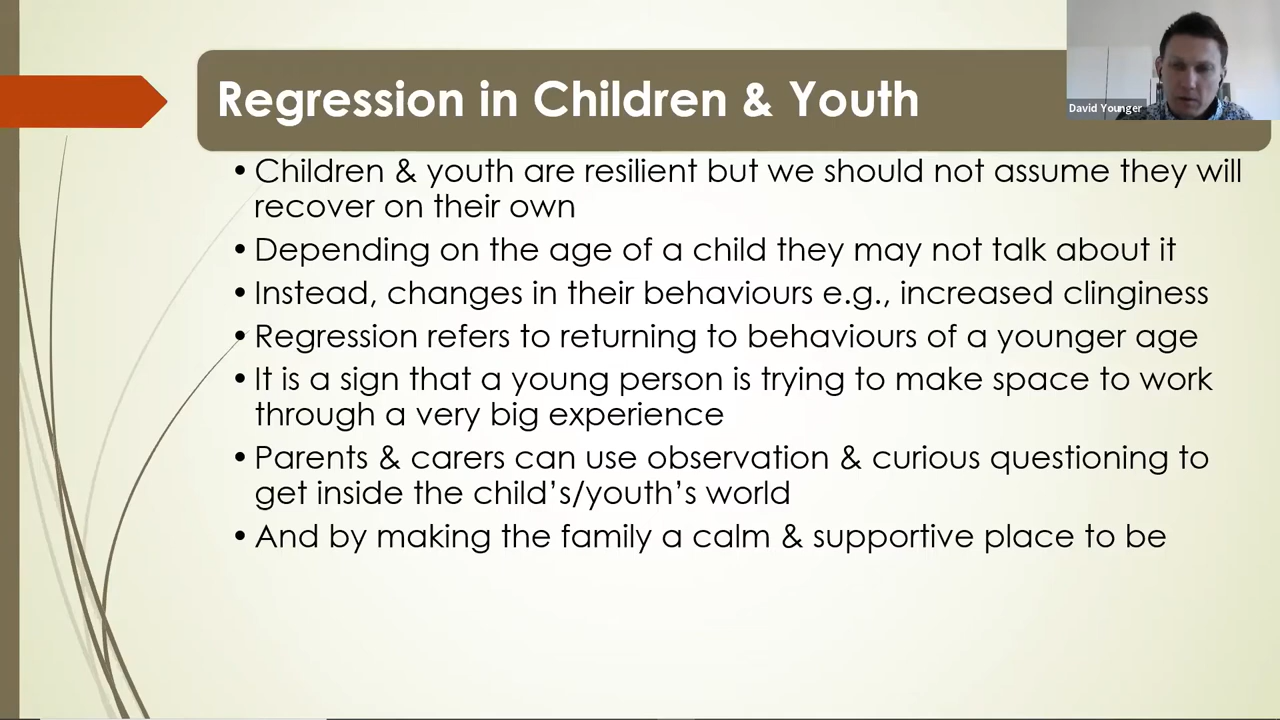 Regression in Children & Youth
David Younger
• Children & youth are resilient but we should not assume they will
recover on their own
• Depending on the age of a child they may not talk about it
• Instead, changes in their behaviours e.g., increased clinginess
• Regression refers to returning to behaviours of a younger age
• It is a sign that a young person is trying to make space to work
through a very big experience
• Parents & carers can use observation & curious questioning to
get inside the child’s/youth’s world
• And by making the family a calm & supportive place to be